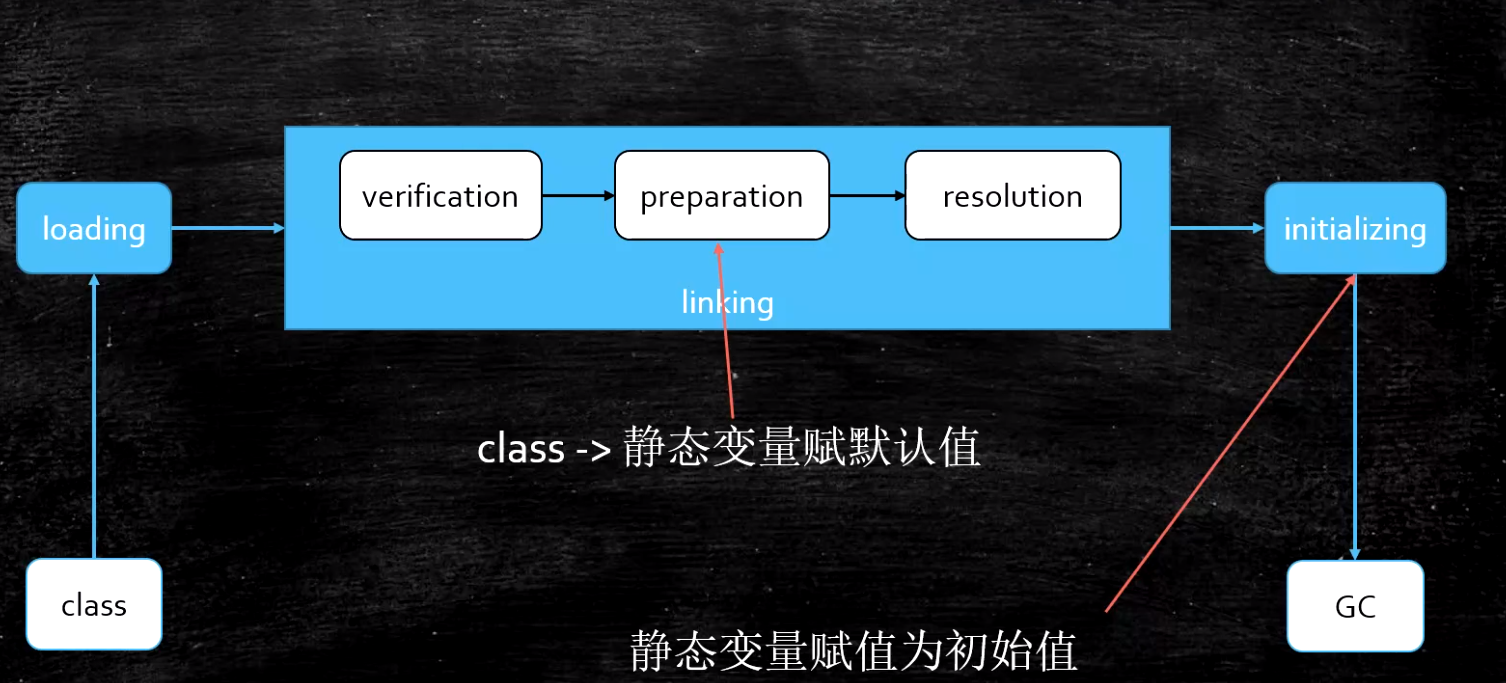 verification
preparation
resolution
loading
initializing
linking
class -> 静态变量赋默认值
class
GC
静态变量赋值为初始值